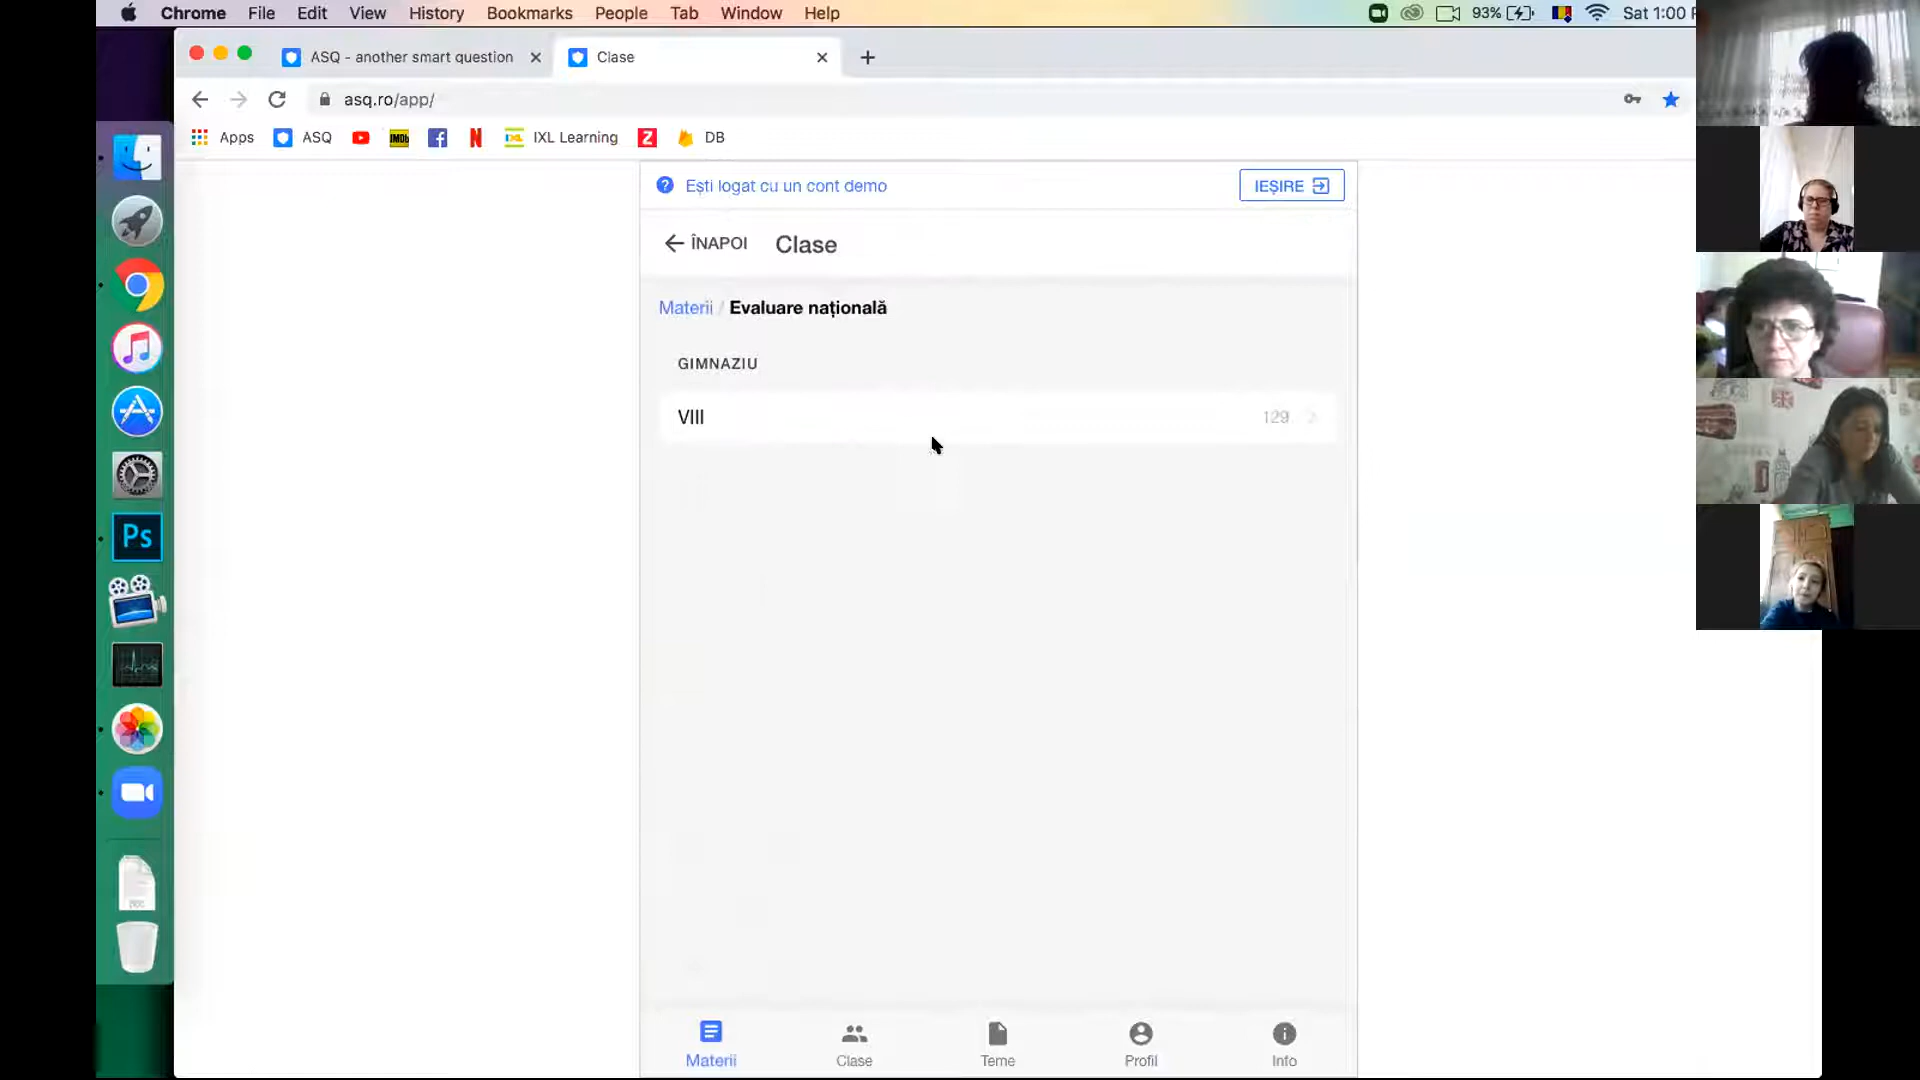 Chrome File Edit View History Bookmarks People Tab Window Help 93% Sat 1:00
ASQ - another smart question Clase
asq.ro/app/
Apps ASQ IMDb N IXL Learning Z DB
Ești logat cu un cont demo IEȘIRE
ÎNAPOI Clase
Materii / Evaluare națională
GIMNAZIU
VIII 129
Ps
Materii Clase Teme Profil Info